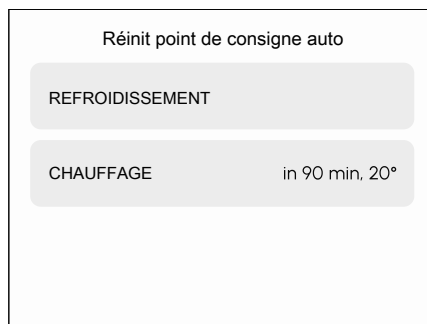 Réinit point de consigne auto
REFROIDISSEMENT
CHAUFFAGE in 90 min, 20°